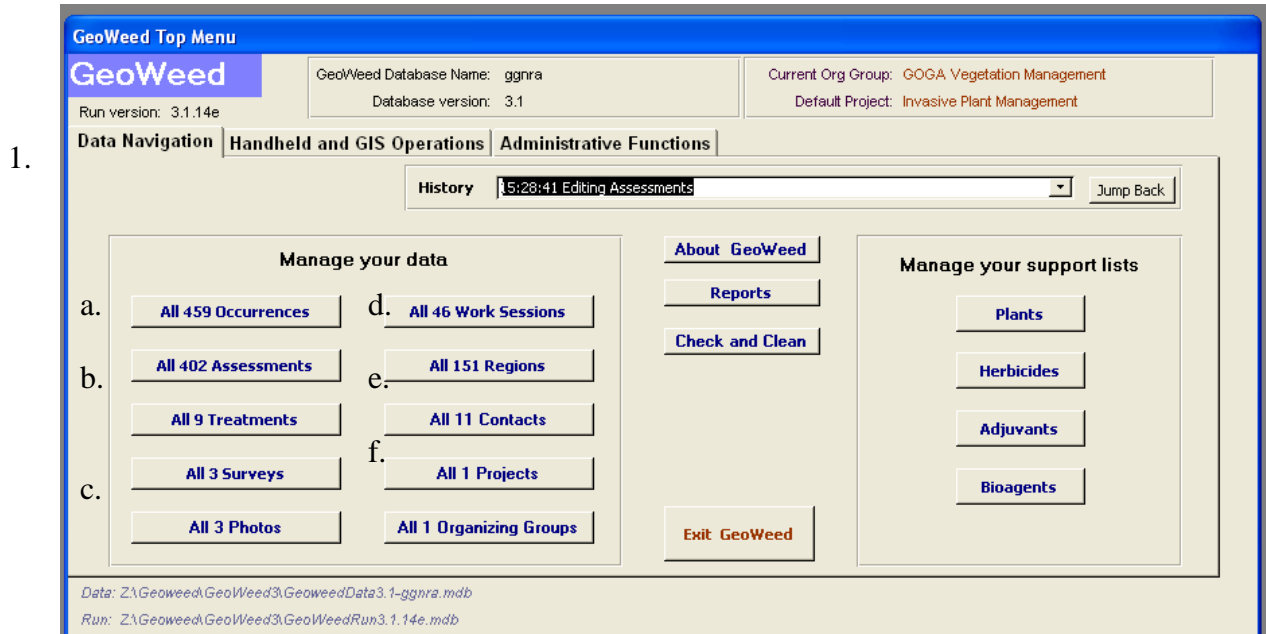 GeoWeed Top Menu
GeoWeed
GeoWeed Database Name: ggnra
Current Org Group: GOGA Vegetation Management
Run version: 3.1.14e
Database version: 3.1
Default Project: Invasive Plant Management
1.
Data Navigation
Handheld and GIS Operations
Administrative Functions
History
15:28:41 Editing Assessments
Jump Back
Manage your data
a.
All 459 Occurrences
d.
All 46 Work Sessions
b.
All 402 Assessments
e.
All 151 Regions
All 9 Treatments
All 11 Contacts
f.
c.
All 3 Surveys
All 1 Projects
All 3 Photos
All 1 Organizing Groups
About GeoWeed
Reports
Check and Clean
Exit GeoWeed
Manage your support lists
Plants
Herbicides
Adjuvants
Bioagents
Data: Z:\Geoweed\GeoWeed3\GeoweedData3.1-ggnra.mdb
Run: Z:\Geoweed\GeoWeed3\GeoWeedRun3.1.14e.mdb